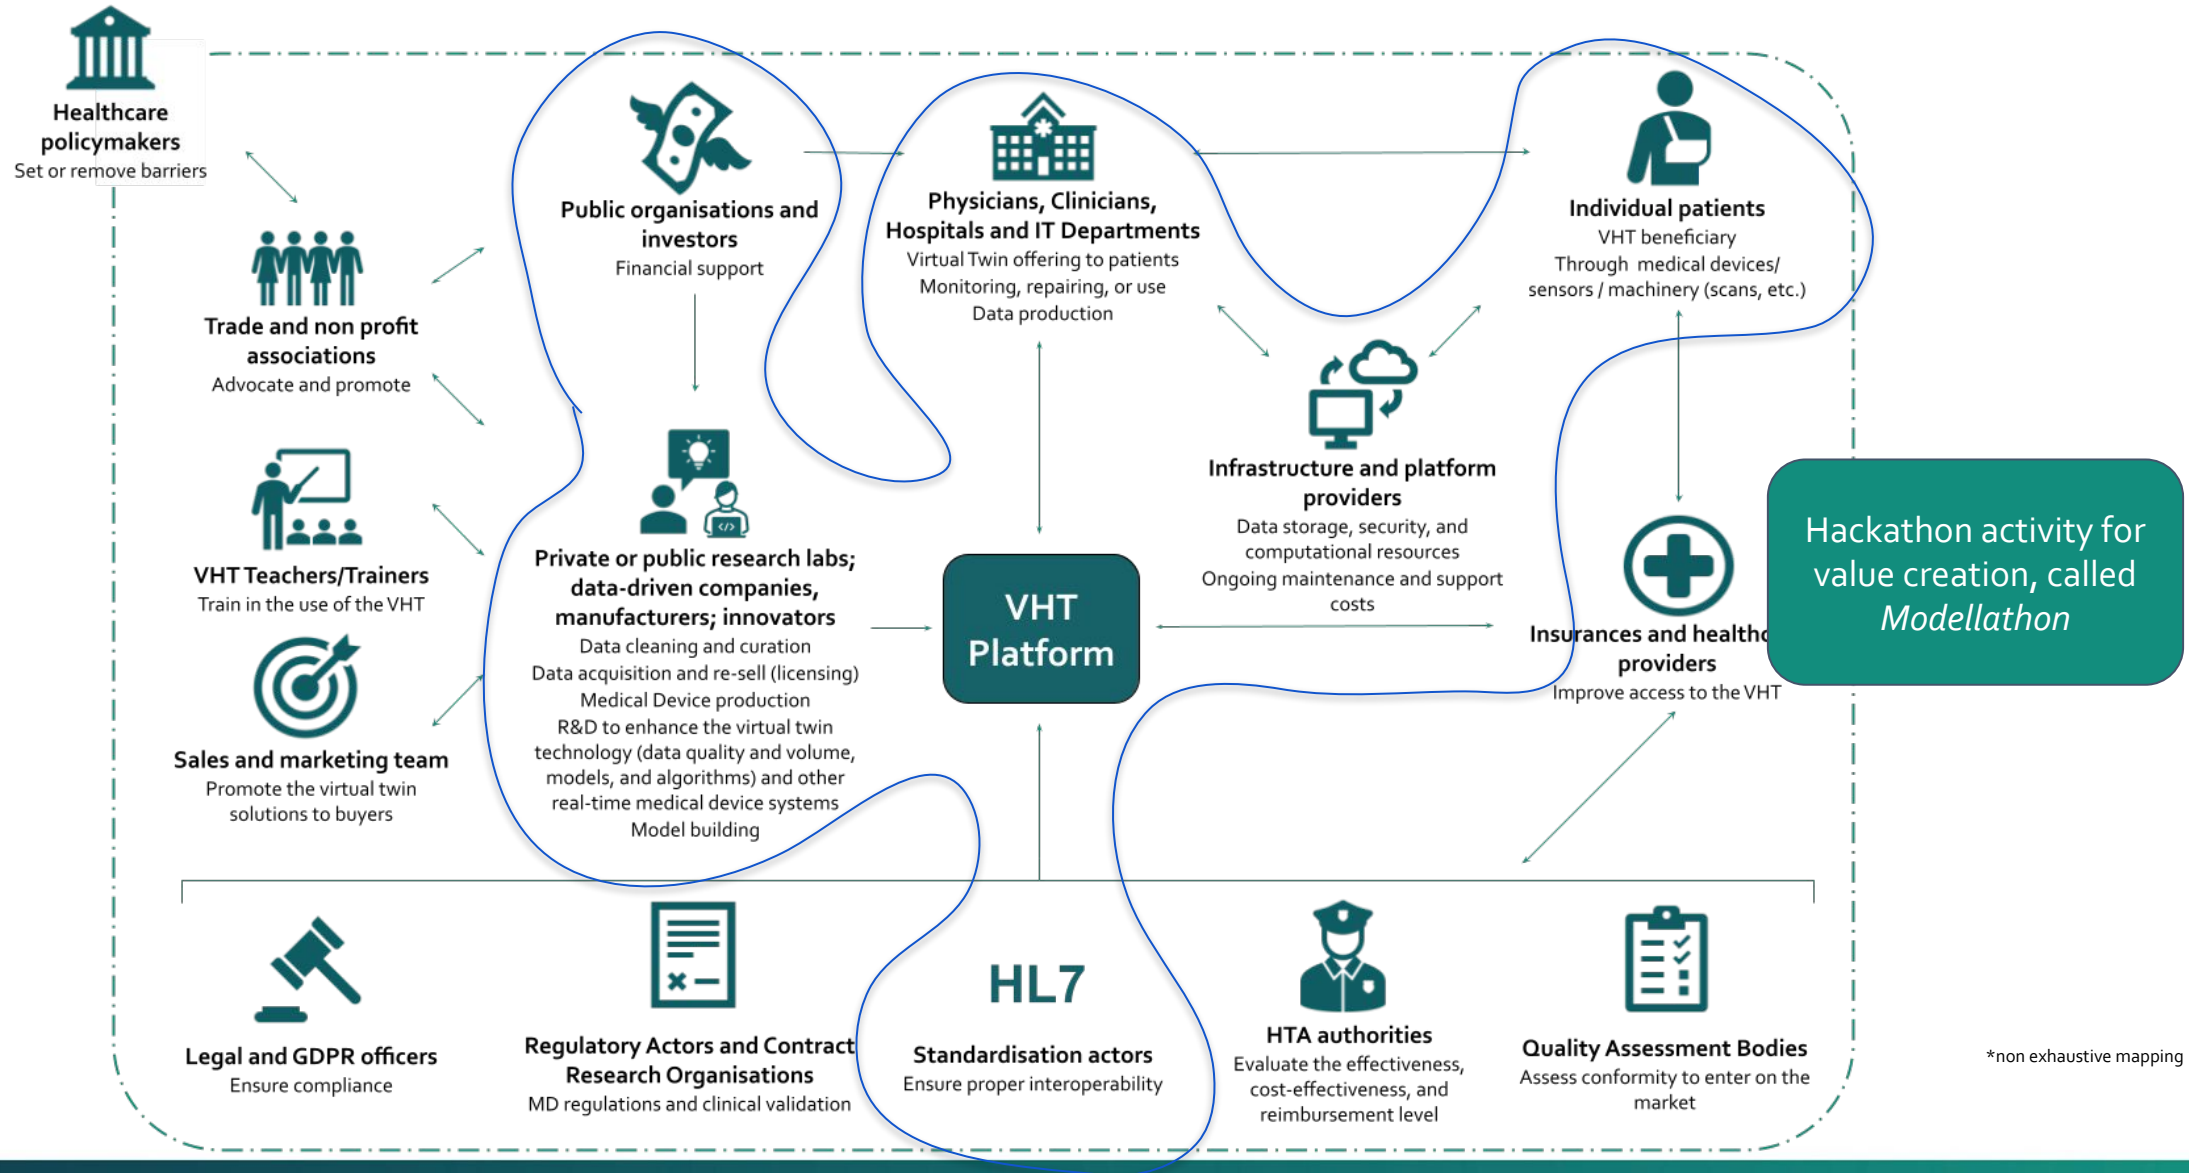 Healthcare
policymakers
Set or remove barriers
Trade and non profit
associations
Advocate and promote
VHT Teachers/Trainers
Train in the use of the VHT
Sales and marketing team
Promote the virtual twin
solutions to buyers
Public organisations and
investors
Financial support
Private or public research labs;
data-driven companies,
manufacturers; innovators
Data cleaning and curation
Data acquisition and re-sell (licensing)
Medical Device production
R&D to enhance the virtual twin
technology (data quality and volume,
models, and algorithms) and other
real-time medical device systems
Model building
Physicians, Clinicians,
Hospitals and IT Departments
Virtual Twin offering to patients
Monitoring, repairing, or use
Data production
VHT
Platform
Individual patients
VHT beneficiary
Through medical devices/
sensors / machinery (scans, etc.)
Infrastructure and platform
providers
Data storage, security, and
computational resources
Ongoing maintenance and support
costs
Insurances and healthc
providers
Improve access to the VHT
Hackathon activity for
value creation, called
Modellathon
Legal and GDPR officers
Ensure compliance
Regulatory Actors and Contract
Research Organisations
MD regulations and clinical validation
HL7
Standardisation actors
Ensure proper interoperability
HTA authorities
Evaluate the effectiveness,
cost-effectiveness, and
reimbursement level
Quality Assessment Bodies
Assess conformity to enter on the
market
*non exhaustive mapping